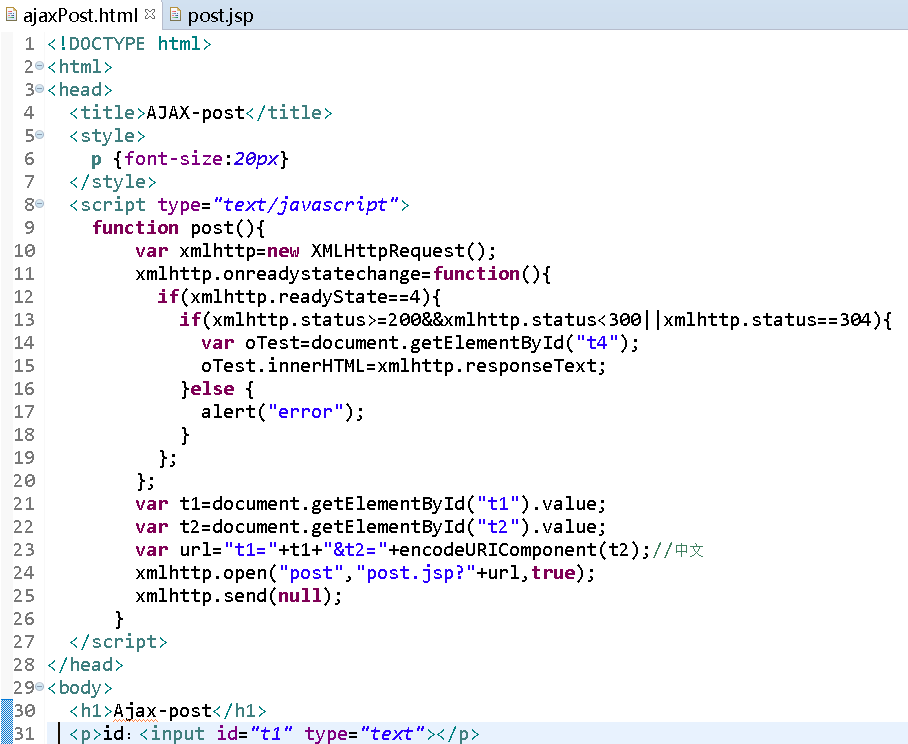 ajaxPost.html post.jsp
1 <!DOCTYPE html>
2 <html>
3 <head>
4 <title>AJAX-post</title>
5 <style>
6 p {font-size:20px}
7 </style>
8 <script type="text/javascript">
9 function post(){
10 var xmlhttp=new XMLHttpRequest();
11 xmlhttp.onreadystatechange=function(){
12 if(xmlhttp.readyState==4){
13 if(xmlhttp.status>=200&&xmlhttp.status<300||xmlhttp.status==304){
14 var oTest=document.getElementById("t4");
15 oTest.innerHTML=xmlhttp.responseText;
16 }else {
17 alert("error");
18 }
19 };
20 };
21 var t1=document.getElementById("t1").value;
22 var t2=document.getElementById("t2").value;
23 var url="t1="+t1+"&t2="+encodeURIComponent(t2);//中文
24 xmlhttp.open("post","post.jsp?"+url,true);
25 xmlhttp.send(null);
26 }
27 </script>
28 </head>
29 <body>
30 <h1>Ajax-post</h1>
31 <p>id：<input id="t1" type="text"></p>